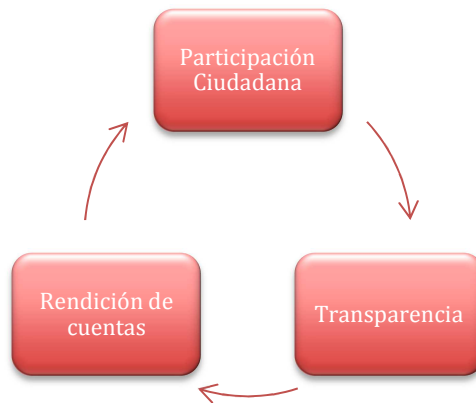 Participación
Ciudadana
Rendición de
cuentas
Transparencia